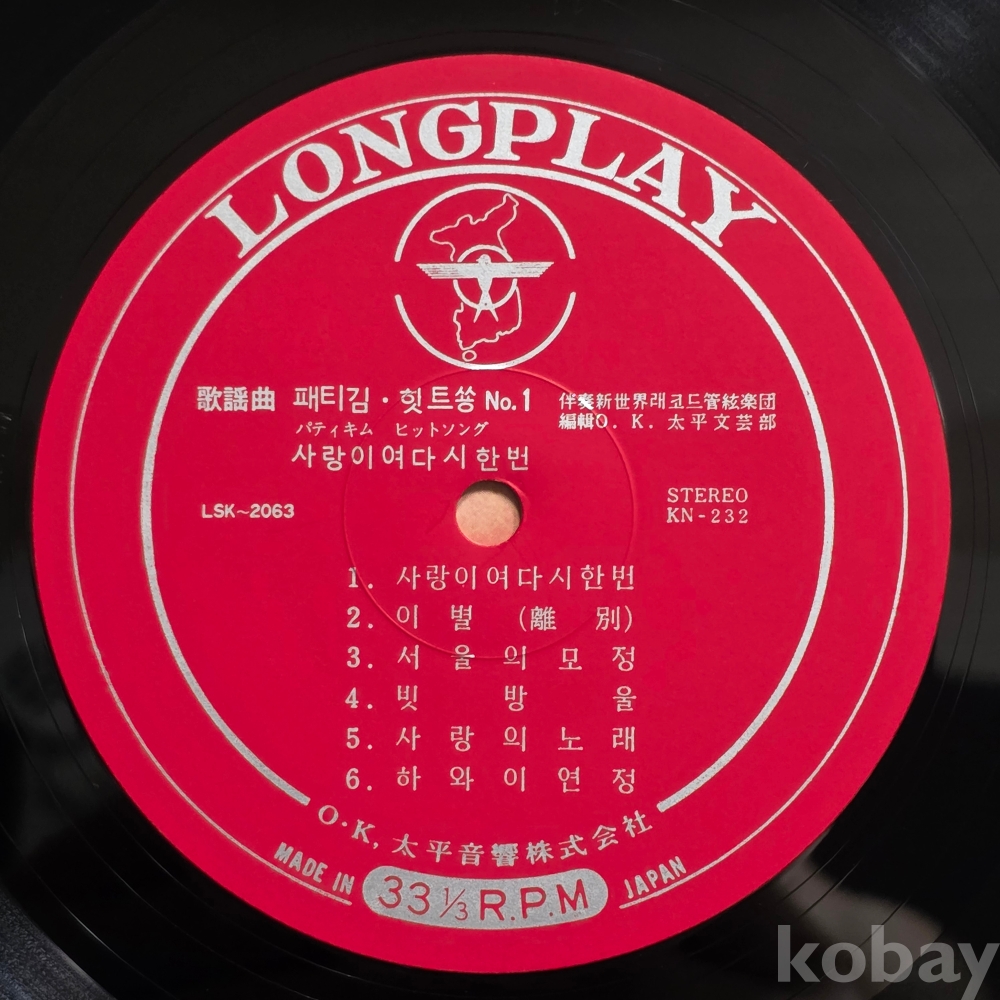 LONGPLAY
歌謡曲 패티김・힛트쏭 No.1
パティキム ヒットソング
사랑이여다시한번
伴奏新世界래코드管絃楽団
編輯O. K. 太平文芸部
LSK~2063
STEREO
KN-232
1. 사랑이여다시한번
2. 이별 (離別)
3. 서울의모정
4. 빗방울
5. 사랑의노래
6. 하와이연정
O・K, 太平音響株式会社
MADE IN 33⅓ R.P.M JAPAN
kobay